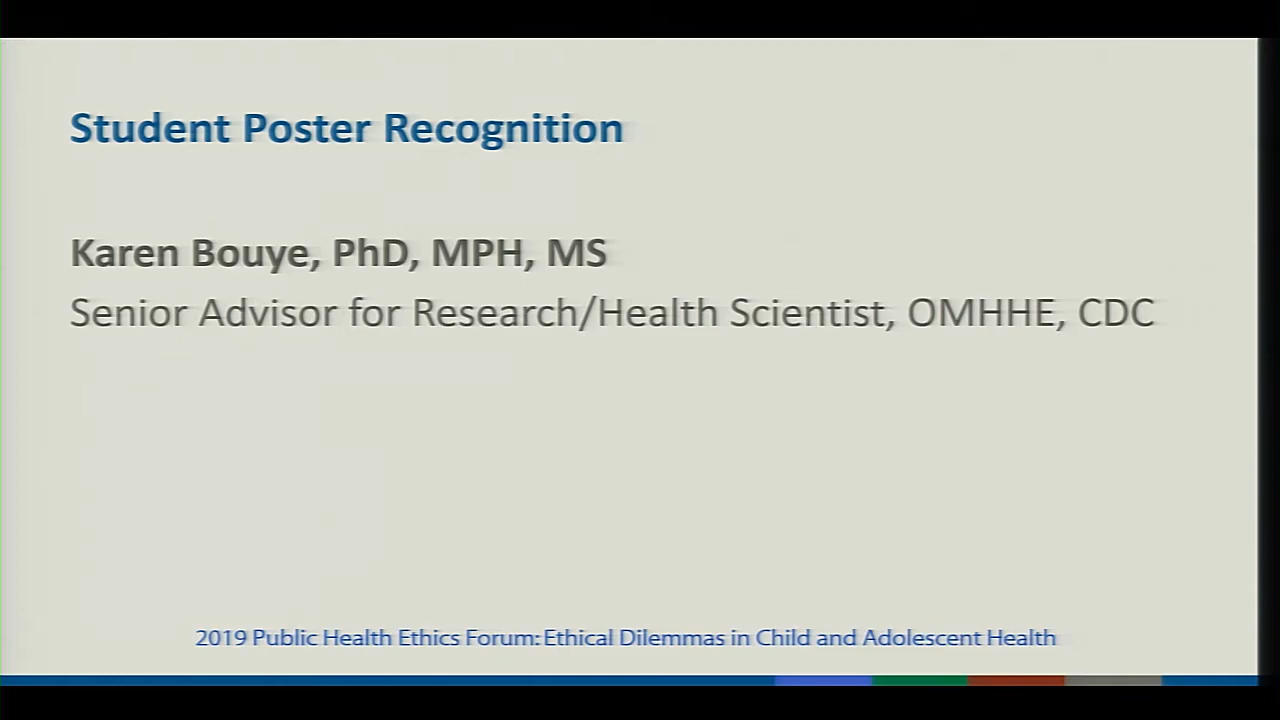 Student Poster Recognition
Karen Bouye, PhD, MPH, MS
Senior Advisor for Research/Health Scientist, OMHHE, CDC
2019 Public Health Ethics Forum: Ethical Dilemmas in Child and Adolescent Health